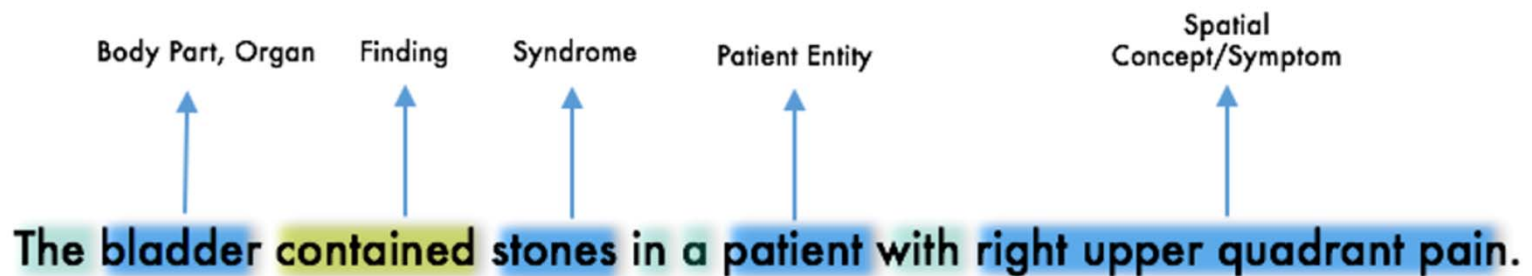 Body Part, Organ
Finding
Syndrome
Patient Entity
Spatial
Concept/Symptom
The bladder contained stones in a patient with right upper quadrant pain.